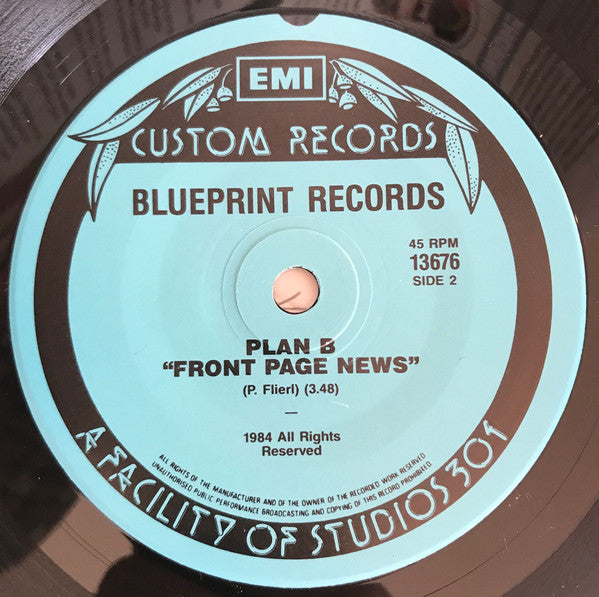 EMI
CUSTOM RECORDS
BLUEPRINT RECORDS
45 RPM
13676
SIDE 2
PLAN B
“FRONT PAGE NEWS”
(P. Flierl) (3.48)
—
1984 All Rights
Reserved
ALL RIGHTS OF THE MANUFACTURER AND OF THE OWNER OF THE RECORDED WORK RESERVED
UNAUTHORISED PUBLIC PERFORMANCE BROADCASTING AND COPYING OF THIS RECORD PROHIBITED
A FACILITY OF STUDIOS 301